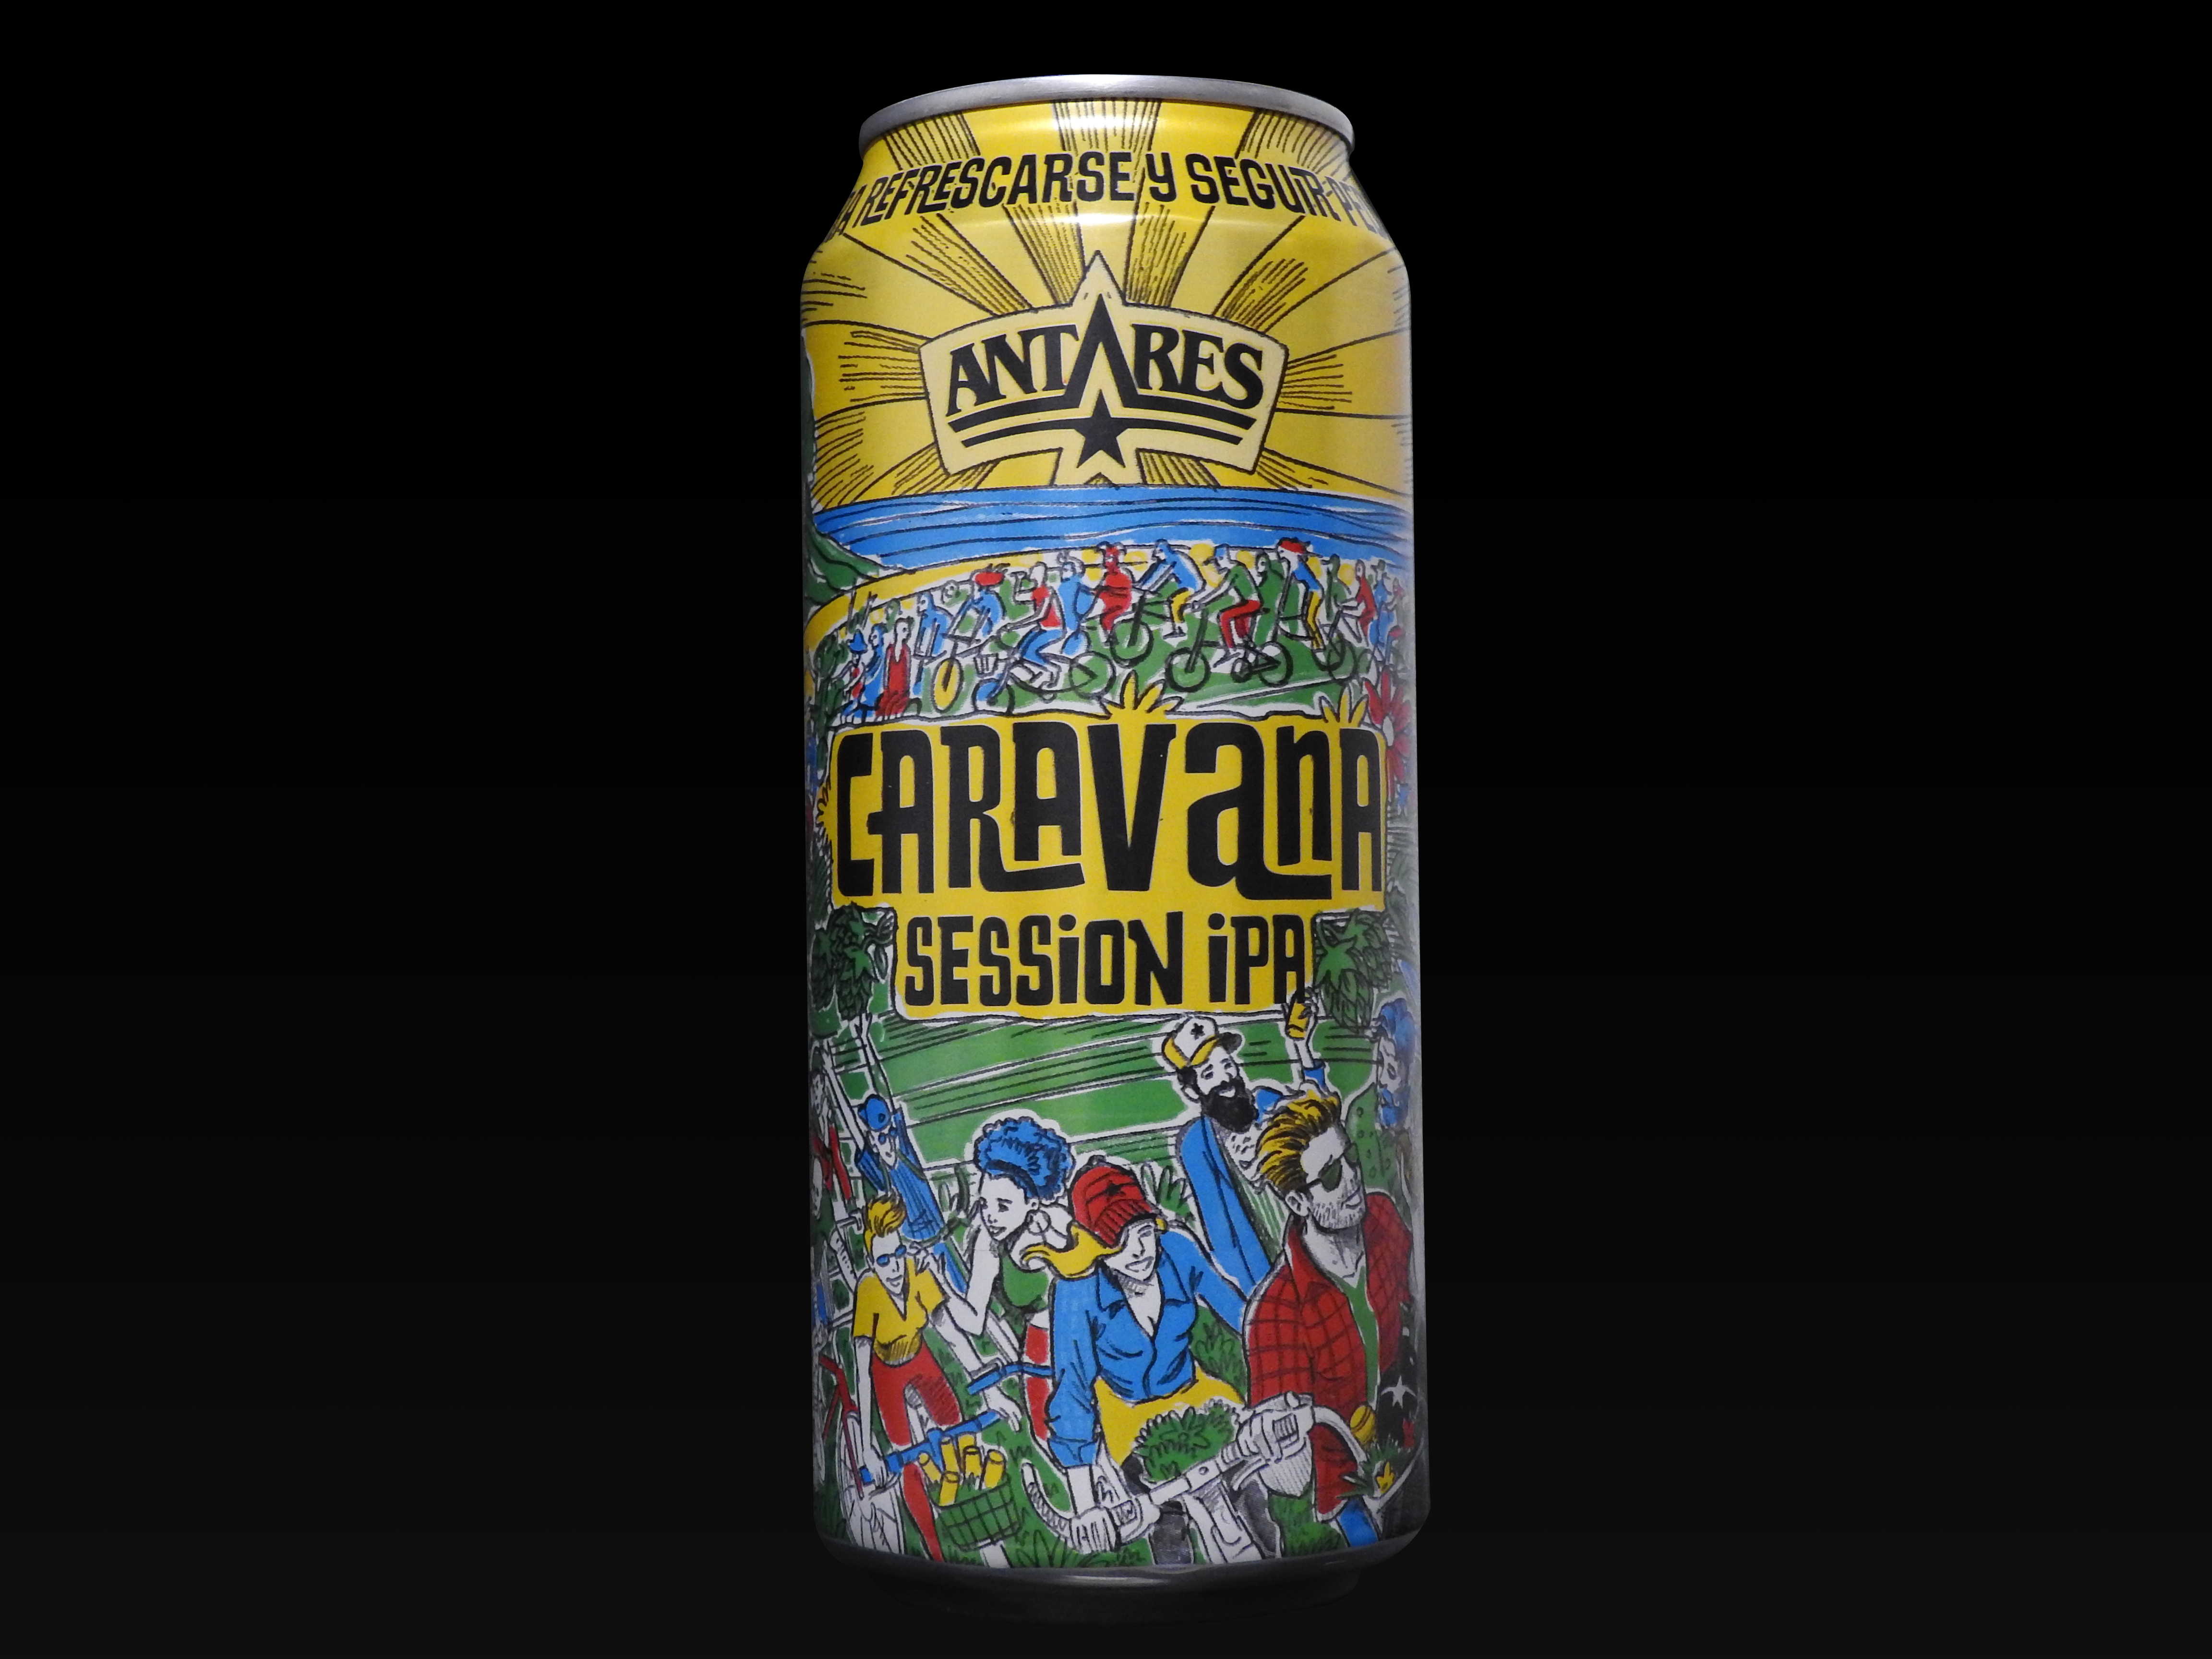 REFRESCARSE Y SEGUIR
ANTARES
CARAVANA
SESSION IPA